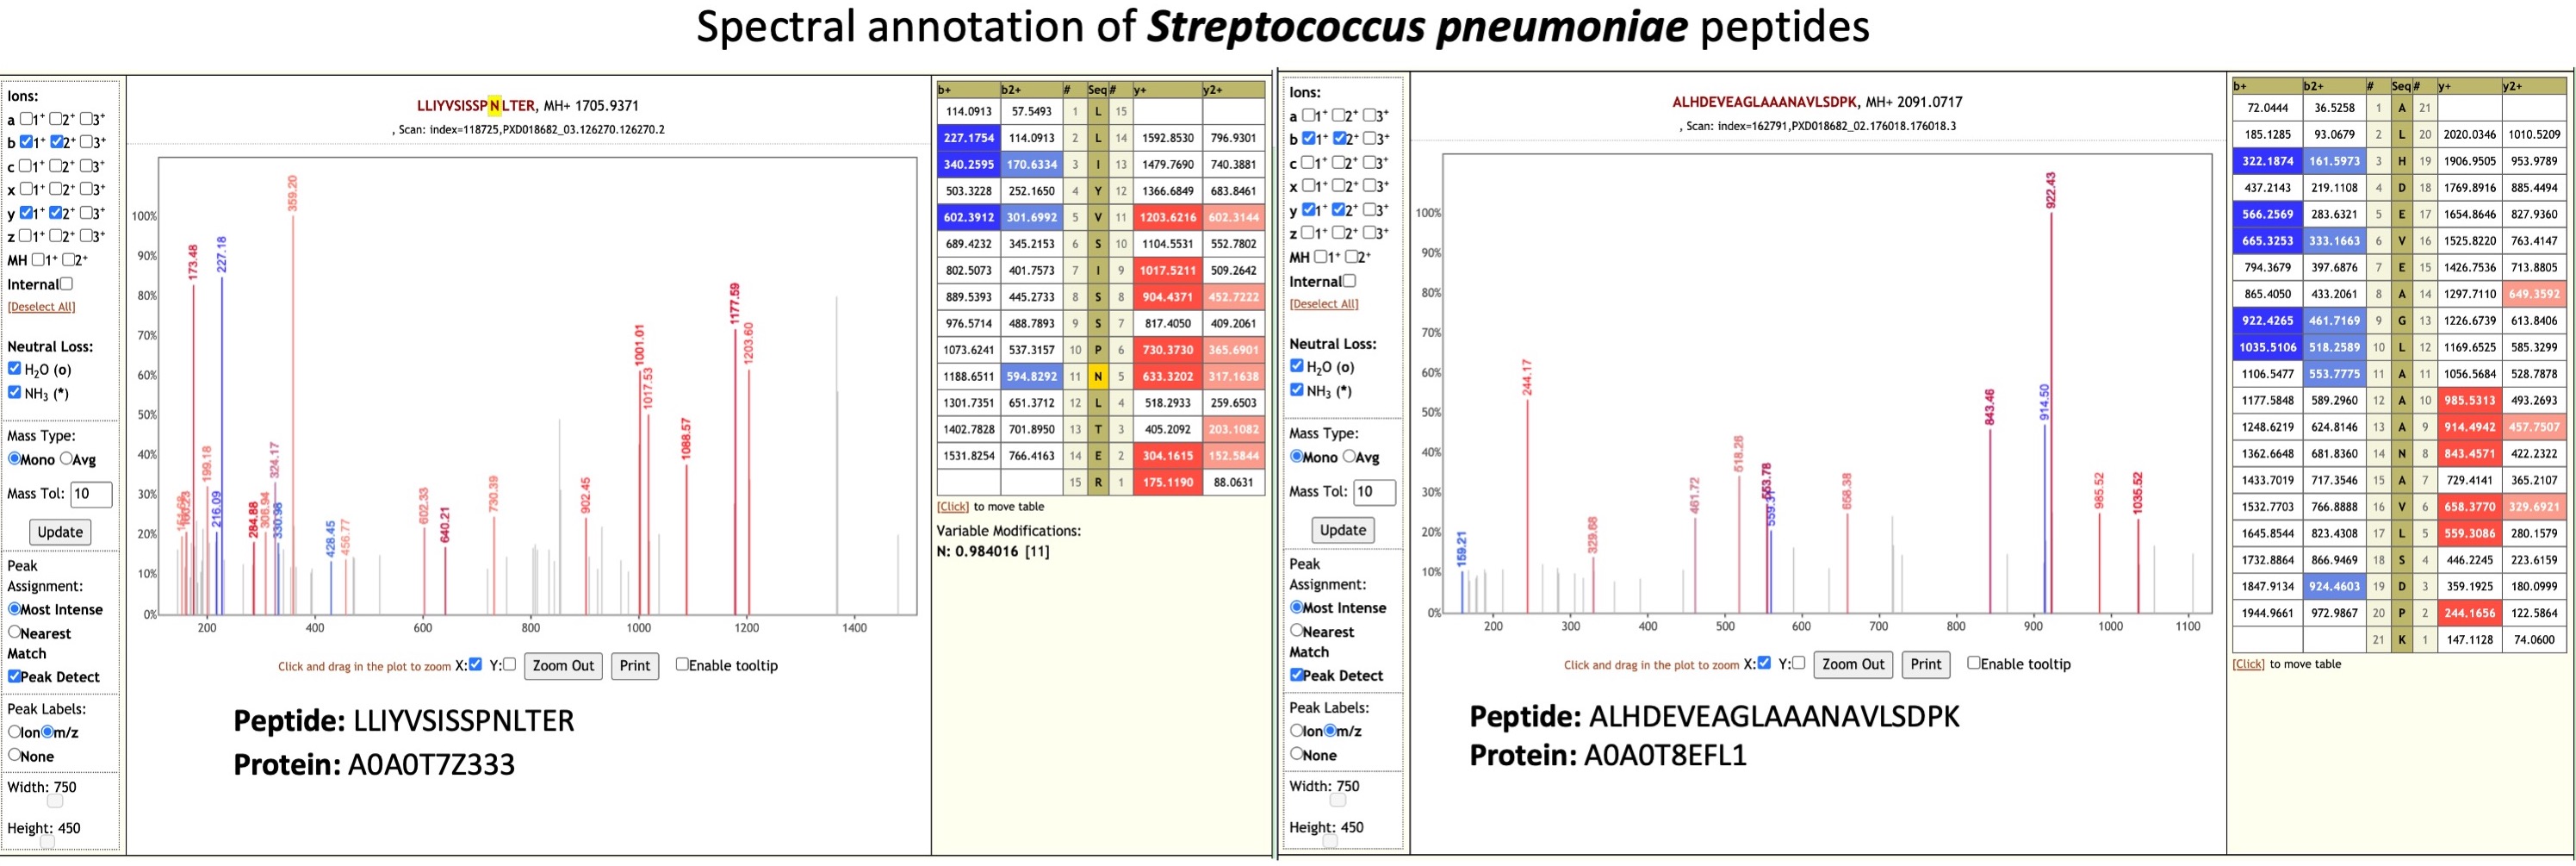 Spectral annotation of Streptococcus pneumoniae peptides
Ions:
a 1+ 2+ 3+
b 1+ 2+ 3+
c 1+ 2+ 3+
x 1+ 2+ 3+
y 1+ 2+ 3+
z 1+ 2+ 3+
MH 1+ 2+
Internal
[Deselect All]
Neutral Loss:
H2O (o)
NH3 (*)
Mass Type:
Mono Avg
Mass Tol: 10
Update
Peak
Assignment:
Most Intense
Nearest
Match
Peak Detect
Peak Labels:
Ion m/z
None
Width: 750
Height: 450
LLIYVSISSPNLTER, MH+ 1705.9371
, Scan: index=118725,PXD018682_03.126270.126270.2
100%
90%
80%
70%
60%
50%
40%
30%
20%
10%
0%
173.48
199.18
216.09
227.18
284.88
306.94
324.17
330.98
359.20
428.45
456.77
602.33
640.21
730.39
902.45
1001.01
1017.53
1088.57
1177.59
1203.60
200 400 600 800 1000 1200 1400
Click and drag in the plot to zoom X: Y: Zoom Out Print Enable tooltip
Peptide: LLIYVSISSPNLTER
Protein: A0A0T7Z333
b+ b2+ # Seq # y+ y2+
114.0913 57.5493 1 L 15
227.1754 114.0913 2 L 14 1592.8530 796.9301
340.2595 170.6334 3 I 13 1479.7690 740.3881
503.3228 252.1650 4 Y 12 1366.6849 683.8461
602.3912 301.6992 5 V 11 1203.6216 602.3144
689.4232 345.2153 6 S 10 1104.5531 552.7802
802.5073 401.7573 7 I 9 1017.5211 509.2642
889.5393 445.2733 8 S 8 904.4371 452.7222
976.5714 488.7893 9 S 7 817.4050 409.2061
1073.6241 537.3157 10 P 6 730.3730 365.6901
1188.6511 594.8292 11 N 5 633.3202 317.1638
1301.7351 651.3712 12 L 4 518.2933 259.6503
1402.7828 701.8950 13 T 3 405.2092 203.1082
1531.8254 766.4163 14 E 2 304.1615 152.5844
15 R 1 175.1190 88.0631
[Click] to move table
Variable Modifications:
N: 0.984016 [11]
Ions:
a 1+ 2+ 3+
b 1+ 2+ 3+
c 1+ 2+ 3+
x 1+ 2+ 3+
y 1+ 2+ 3+
z 1+ 2+ 3+
MH 1+ 2+
Internal
[Deselect All]
Neutral Loss:
H2O (o)
NH3 (*)
Mass Type:
Mono Avg
Mass Tol: 10
Update
Peak
Assignment:
Most Intense
Nearest
Match
Peak Detect
Peak Labels:
Ion m/z
None
Width: 750
Height: 450
ALHDEVEAGLAAANAVLSDPK, MH+ 2091.0717
, Scan: index=162791,PXD018682_02.176018.176018.3
100%
90%
80%
70%
60%
50%
40%
30%
20%
10%
0%
159.21
244.17
329.68
461.72
518.26
553.78
658.38
843.46
914.50
922.43
985.52
1035.52
200 300 400 500 600 700 800 900 1000 1100
Click and drag in the plot to zoom X: Y: Zoom Out Print Enable tooltip
Peptide: ALHDEVEAGLAAANAVLSDPK
Protein: A0A0T8EFL1
b+ b2+ # Seq # y+ y2+
72.0444 36.5258 1 A 21
185.1285 93.0679 2 L 20 2020.0346 1010.5209
322.1874 161.5973 3 H 19 1906.9505 953.9789
437.2143 219.1108 4 D 18 1769.8916 885.4494
566.2569 283.6321 5 E 17 1654.8646 827.9360
665.3253 333.1663 6 V 16 1525.8220 763.4147
794.3679 397.6876 7 E 15 1426.7536 713.8805
865.4050 433.2061 8 A 14 1297.7110 649.3592
922.4265 461.7169 9 G 13 1226.6739 613.8406
1035.5106 518.2589 10 L 12 1169.6525 585.3299
1106.5477 553.7775 11 A 11 1056.5684 528.7878
1177.5848 589.2960 12 A 10 985.5313 493.2693
1248.6219 624.8146 13 A 9 914.4942 457.7507
1362.6648 681.8360 14 N 8 843.4571 422.2322
1433.7019 717.3546 15 A 7 729.4141 365.2107
1532.7703 766.8888 16 V 6 658.3770 329.6921
1645.8544 823.4308 17 L 5 559.3086 280.1579
1732.8864 866.9469 18 S 4 446.2245 223.6159
1847.9134 924.4603 19 D 3 359.1925 180.0999
1944.9661 972.9867 20 P 2 244.1656 122.5864
21 K 1 147.1128 74.0600
[Click] to move table